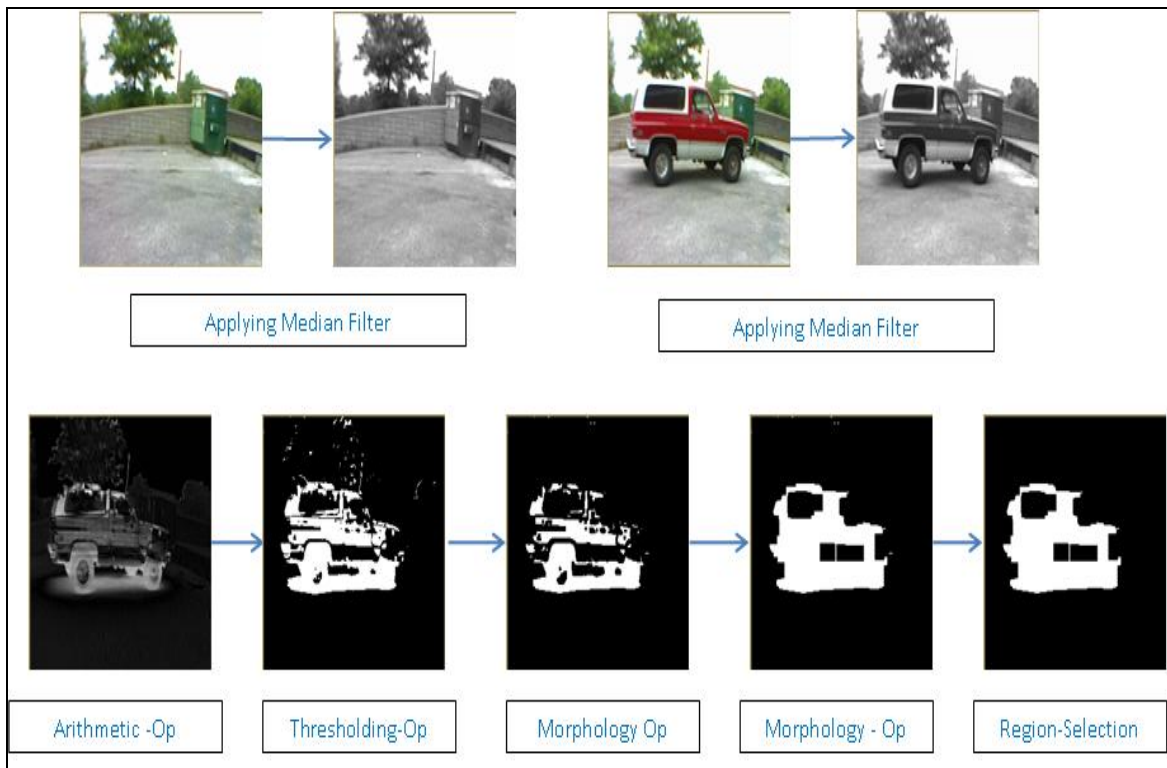 Applying Median Filter
Applying Median Filter
Arithmetic -Op
Thresholding-Op
Morphology Op
Morphology - Op
Region-Selection